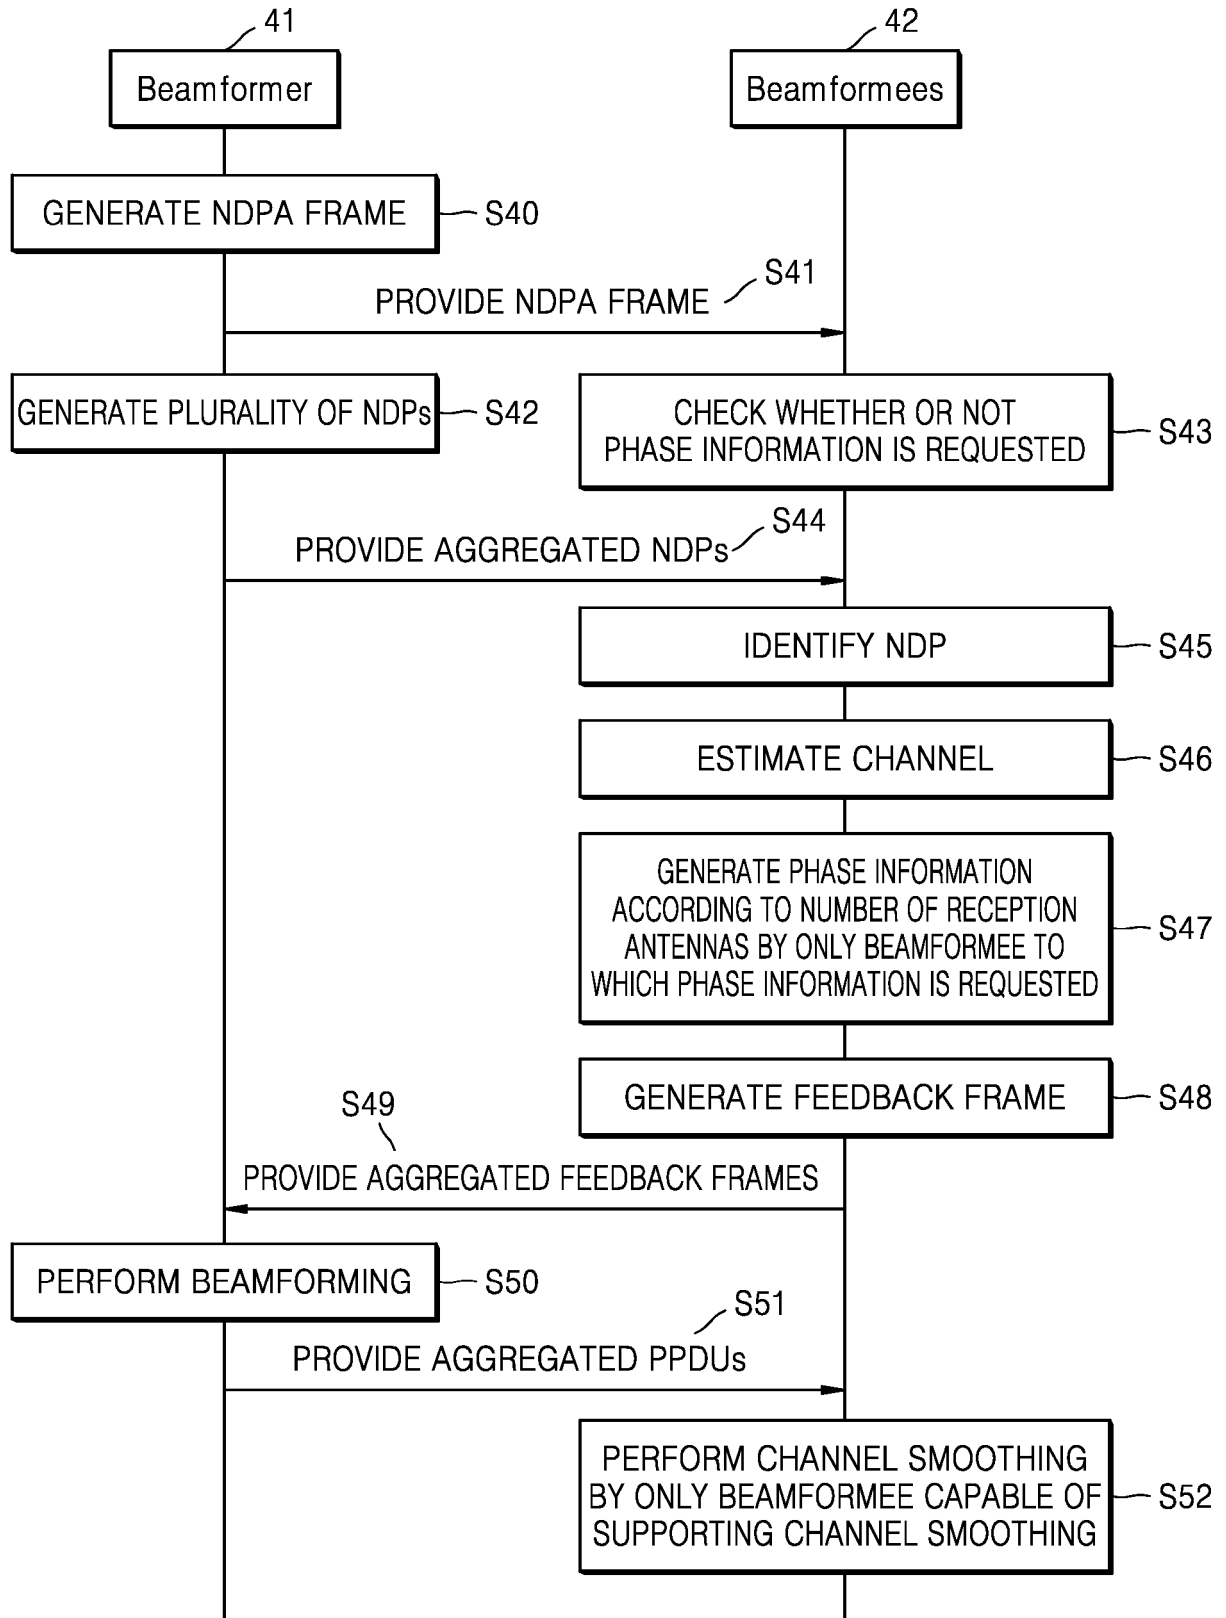 41
42
Beamformer
Beamformees
GENERATE NDPA FRAME
S40
S41
PROVIDE NDPA FRAME
GENERATE PLURALITY OF NDPs
S42
CHECK WHETHER OR NOT
PHASE INFORMATION IS REQUESTED
S43
S44
PROVIDE AGGREGATED NDPs
IDENTIFY NDP
S45
ESTIMATE CHANNEL
S46
GENERATE PHASE INFORMATION
ACCORDING TO NUMBER OF RECEPTION
ANTENNAS BY ONLY BEAMFORMEE TO
WHICH PHASE INFORMATION IS REQUESTED
S47
GENERATE FEEDBACK FRAME
S48
S49
PROVIDE AGGREGATED FEEDBACK FRAMES
PERFORM BEAMFORMING
S50
S51
PROVIDE AGGREGATED PPDUs
PERFORM CHANNEL SMOOTHING
BY ONLY BEAMFORMEE CAPABLE OF
SUPPORTING CHANNEL SMOOTHING
S52